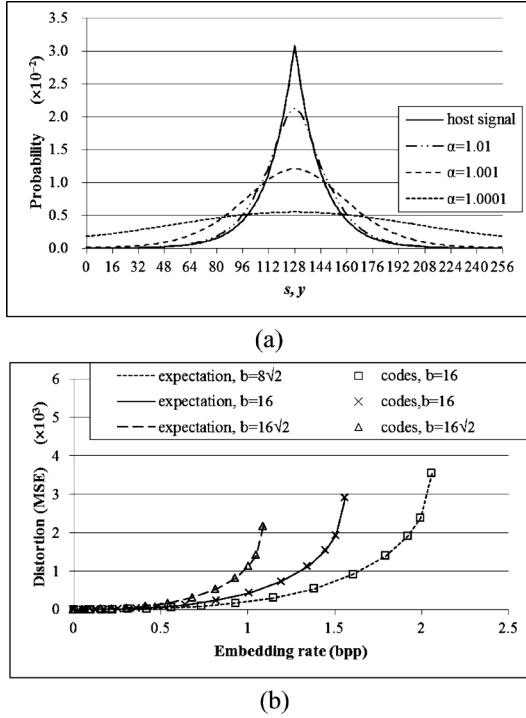 3.5
3.0
2.5
2.0
1.5
1.0
0.5
0.0
Probability (×10⁻²)
host signal
α=1.01
α=1.001
α=1.0001
0 16 32 48 64 80 96 112 128 144 160 176 192 208 224 240 256
s, y
(a)
6
5
4
3
2
1
0
Distortion (MSE) (×10³)
expectation, b=8√2
codes, b=16
expectation, b=16
codes,b=16
expectation, b=16√2
codes, b=16√2
0 0.5 1 1.5 2 2.5
Embedding rate (bpp)
(b)